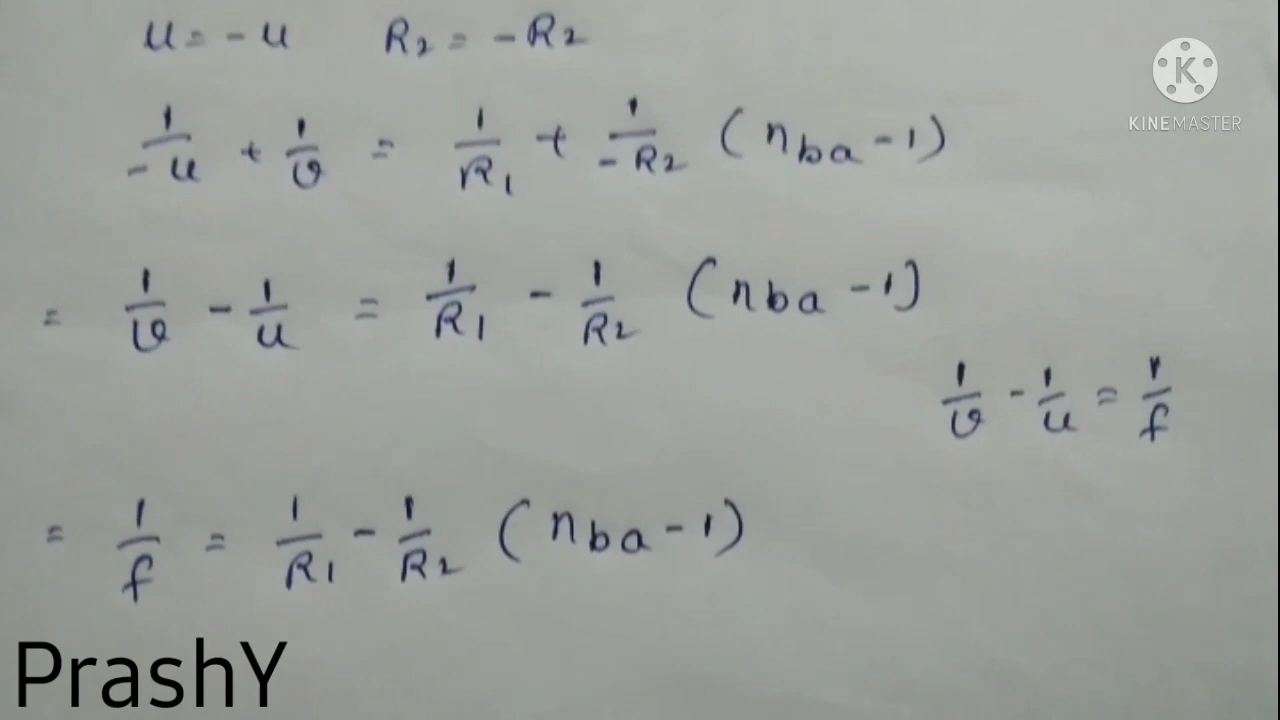 u = - u R₂ = - R₂
K
KINEMASTER
1/-u + 1/v = 1/R₁ + 1/-R₂ (nba - 1)
= 1/v - 1/u = 1/R₁ - 1/R₂ (nba - 1)
1/v - 1/u = 1/f
= 1/f = 1/R₁ - 1/R₂ (nba - 1)
PrashY